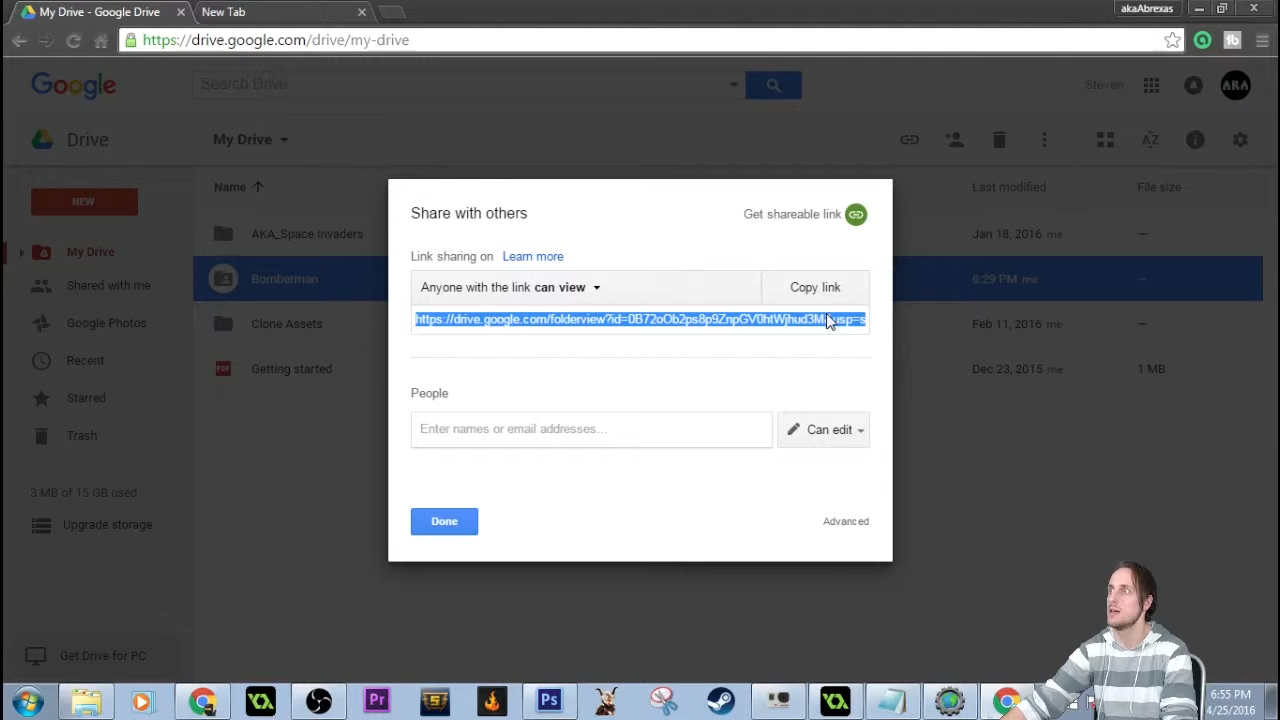 My Drive - Google Drive
New Tab
akaAbrexas
https://drive.google.com/drive/my-drive
Google
Search Drive
Steven
AKA
Drive
My Drive
Name
Last modified
File size
NEW
My Drive
Shared with me
Google Photos
Recent
Starred
Trash
3 MB of 15 GB used
Upgrade storage
Get Drive for PC
AKA_Space Invaders
Jan 18, 2016 me
—
Bomberman
6:29 PM me
—
Clone Assets
Feb 11, 2016 me
—
Getting started
Dec 23, 2015 me
1 MB
Share with others
Get shareable link
Link sharing on Learn more
Anyone with the link can view
Copy link
People
Enter names or email addresses...
Can edit
Done
Advanced
6:55 PM
4/25/2016